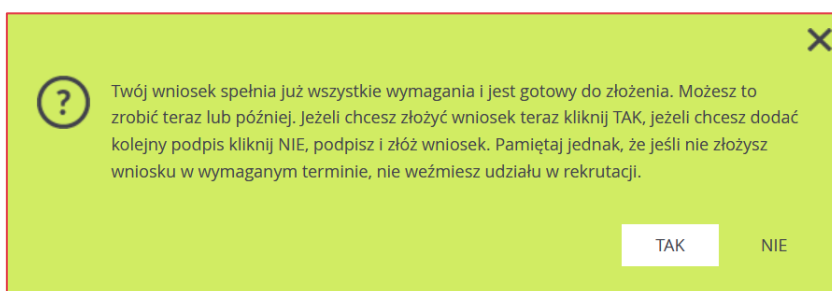 Twój wniosek spełnia już wszystkie wymagania i jest gotowy do złożenia. Możesz to
zrobić teraz lub później. Jeżeli chcesz złożyć wniosek teraz kliknij TAK, jeżeli chcesz dodać
kolejny podpis kliknij NIE, podpisz i złóż wniosek. Pamiętaj jednak, że jeśli nie złożysz
wniosku w wymaganym terminie, nie weźmiesz udziału w rekrutacji.
TAK NIE